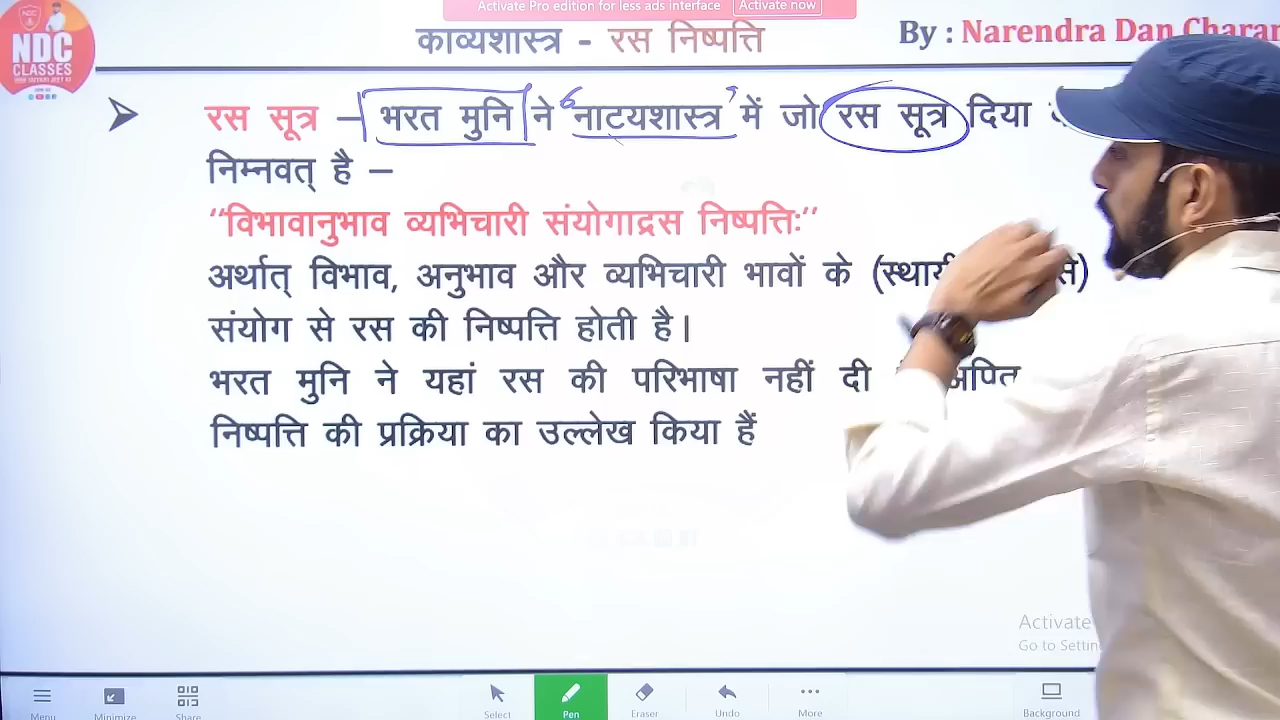 Activate Pro edition for less ads interface Activate now
NDC
CLASSES
काव्यशास्त्र - रस निष्पत्ति
By : Narendra Dan Charan
रस सूत्र – भरत मुनि ने नाटयशास्त्र में जो रस सूत्र दिया
निम्नवत् है –
‘‘विभावानुभाव व्यभिचारी संयोगाद्रस निष्पत्तिः’’
अर्थात् विभाव, अनुभाव और व्यभिचारी भावों के
संयोग से रस की निष्पत्ति होती है।
भरत मुनि ने यहां रस की परिभाषा नहीं दी
निष्पत्ति की प्रक्रिया का उल्लेख किया हैं
Activate
Go to Settin
Menu Minimize Share Select Pen Eraser Undo More Background